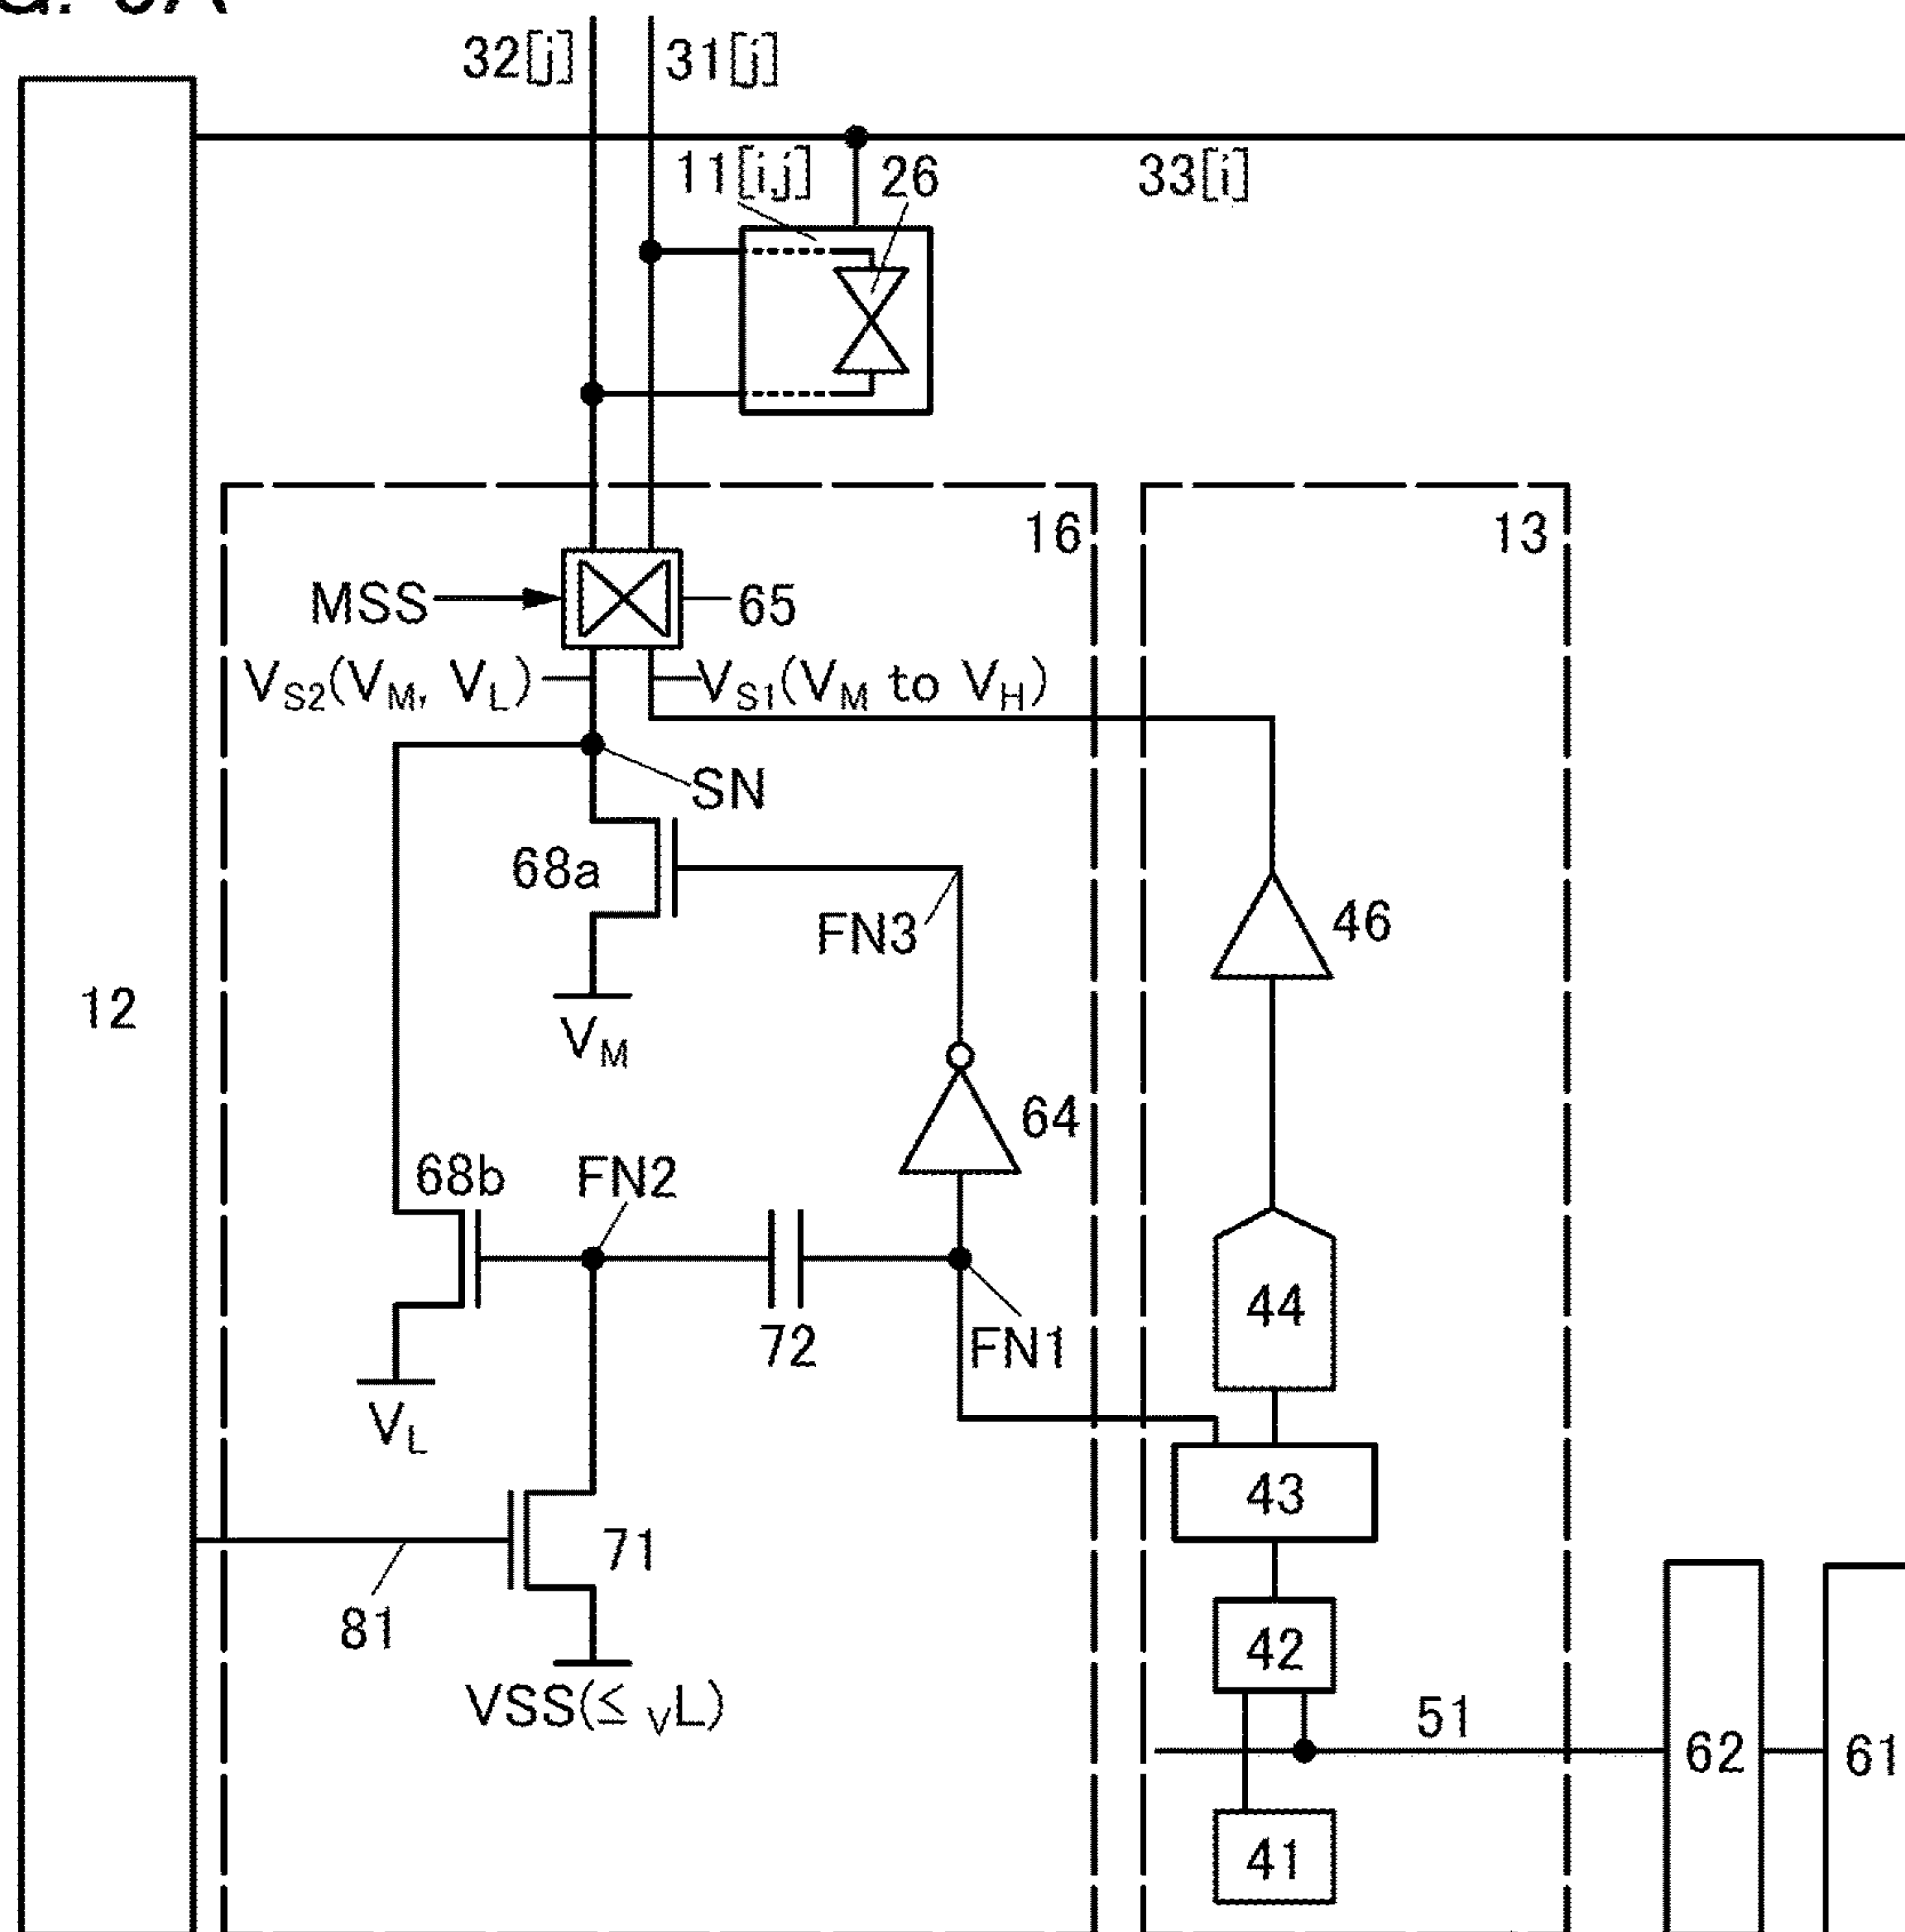 32[j]
31[j]
11[i,j]
26
33[i]
16
13
MSS
65
VS2(VM, VL)
VS1(VM to VH)
SN
68a
FN3
46
12
VM
64
68b
FN2
44
72
FN1
VL
43
71
81
42
VSS(≤ VL)
51
62
61
41